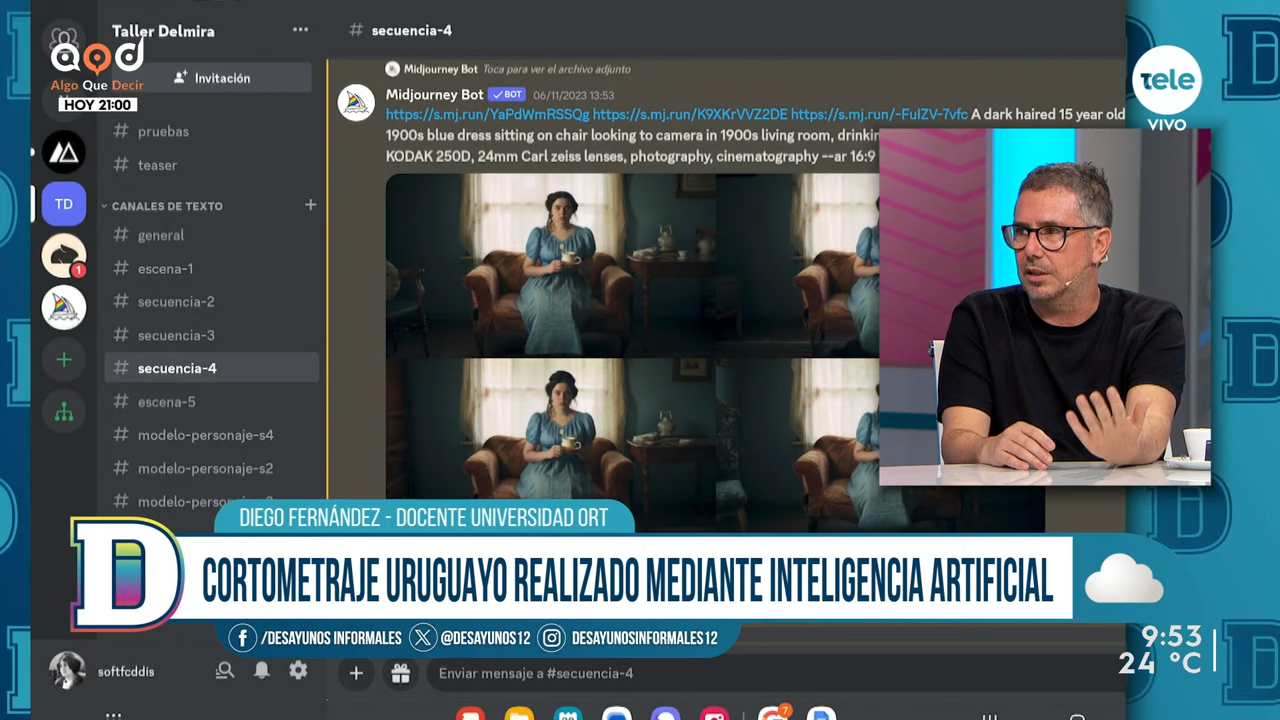 Taller Delmira
# secuencia-4
aqd
Algo Que Decir
HOY 21:00
Invitación
# pruebas
# teaser
TD
CANALES DE TEXTO
# general
# escena-1
1
# secuencia-2
# secuencia-3
# secuencia-4
# escena-5
# modelo-personaje-s4
# modelo-personaje-s2
Midjourney Bot Toca para ver el archivo adjunto
Midjourney Bot ✓ BOT 06/11/2023 13:53
https://s.mj.run/YaPdWmRSSQg https://s.mj.run/K9XKrVVZ2DE https://s.mj.run/-FuIZV-7vfc A dark haired 15 year old
1900s blue dress sitting on chair looking to camera in 1900s living room,
KODAK 250D, 24mm Carl zeiss lenses, photography, cinematography --ar 16:9
tele
VIVO
DIEGO FERNÁNDEZ - DOCENTE UNIVERSIDAD ORT
D
CORTOMETRAJE URUGUAYO REALIZADO MEDIANTE INTELIGENCIA ARTIFICIAL
/DESAYUNOS INFORMALES @DESAYUNOS12 DESAYUNOSINFORMALES12
9:53
24 °C
softfcddis
Enviar mensaje a #secuencia-4
7